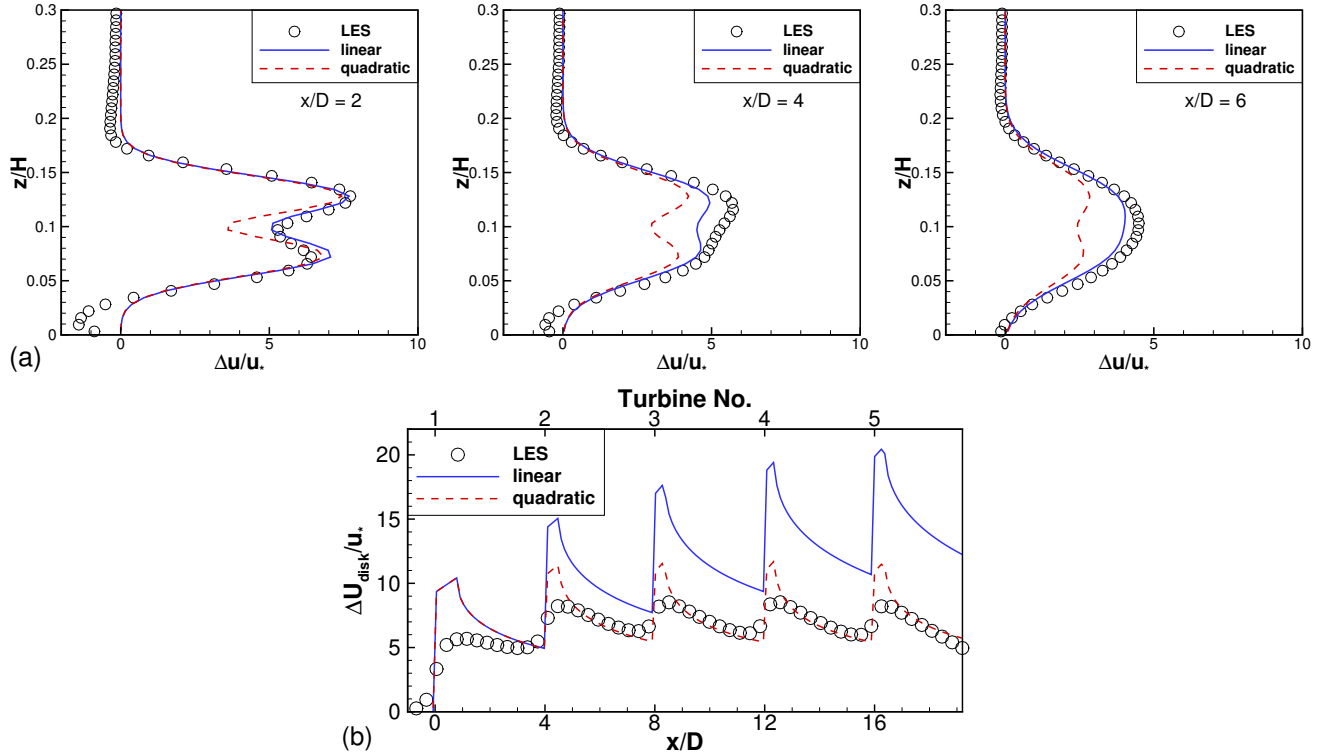 0.3
0.25
0.2
0.15
0.1
0.05
0
z/H
LES
linear
quadratic
x/D = 2
0 5 10
Δu/u*
(a)
0.3
0.25
0.2
0.15
0.1
0.05
0
z/H
LES
linear
quadratic
x/D = 4
0 5 10
Δu/u*
0.3
0.25
0.2
0.15
0.1
0.05
0
z/H
LES
linear
quadratic
x/D = 6
0 5 10
Δu/u*
Turbine No.
1 2 3 4 5
20
15
10
5
0
ΔU_disk/u*
LES
linear
quadratic
0 4 8 12 16
x/D
(b)